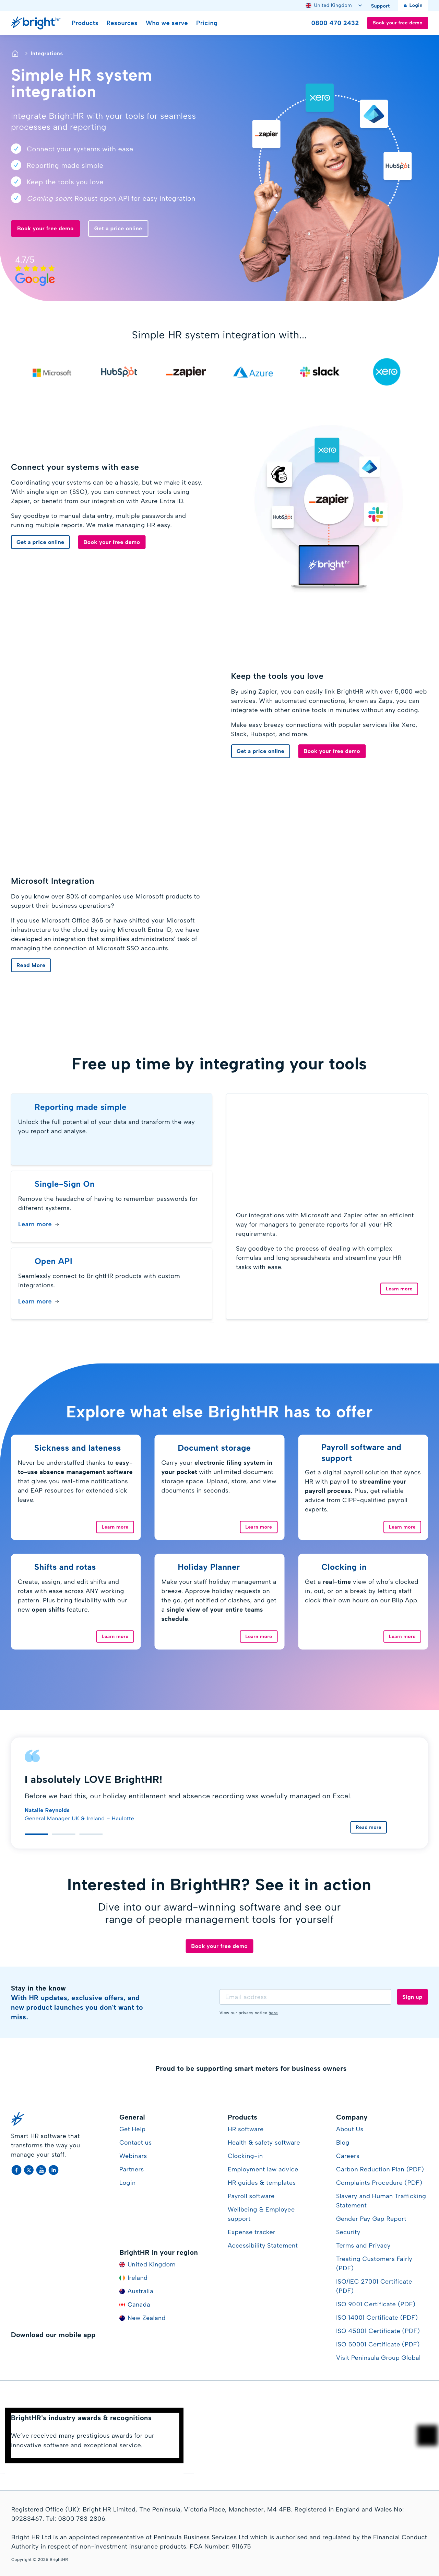 United Kingdom
Support
Login
brightHR
Products
Resources
Who we serve
Pricing
0800 470 2432
Book your free demo
Integrations
Simple HR system
integration
Integrate BrightHR with your tools for seamless
processes and reporting
Connect your systems with ease
Reporting made simple
Keep the tools you love
Coming soon: Robust open API for easy integration
Book your free demo
Get a price online
4.7/5
Google
xero
zapier
HubSpot
Simple HR system integration with...
Microsoft
HubSpot
zapier
Azure
slack
xero
Connect your systems with ease
Coordinating your systems can be a hassle, but we make it easy.
With single sign on (SSO), you can connect your tools using
Zapier, or benefit from our integration with Azure Entra ID.
Say goodbye to manual data entry, multiple passwords and
running multiple reports. We make managing HR easy.
Get a price online
Book your free demo
xero
zapier
HubSpot
brightHR
Keep the tools you love
By using Zapier, you can easily link BrightHR with over 5,000 web
services. With automated connections, known as Zaps, you can
integrate with other online tools in minutes without any coding.
Make easy breezy connections with popular services like Xero,
Slack, Hubspot, and more.
Get a price online
Book your free demo
Microsoft Integration
Do you know over 80% of companies use Microsoft products to
support their business operations?
If you use Microsoft Office 365 or have shifted your Microsoft
infrastructure to the cloud by using Microsoft Entra ID, we have
developed an integration that simplifies administrators' task of
managing the connection of Microsoft SSO accounts.
Read More
Free up time by integrating your tools
Reporting made simple
Unlock the full potential of your data and transform the way
you report and analyse.
Single-Sign On
Remove the headache of having to remember passwords for
different systems.
Learn more →
Open API
Seamlessly connect to BrightHR products with custom
integrations.
Learn more →
Our integrations with Microsoft and Zapier offer an efficient
way for managers to generate reports for all your HR
requirements.
Say goodbye to the process of dealing with complex
formulas and long spreadsheets and streamline your HR
tasks with ease.
Learn more
Explore what else BrightHR has to offer
Sickness and lateness
Never be understaffed thanks to easy-
to-use absence management software
that gives you real-time notifications
and EAP resources for extended sick
leave.
Learn more
Document storage
Carry your electronic filing system in
your pocket with unlimited document
storage space. Upload, store, and view
documents in seconds.
Learn more
Payroll software and
support
Get a digital payroll solution that syncs
HR with payroll to streamline your
payroll process. Plus, get reliable
advice from CIPP-qualified payroll
experts.
Learn more
Shifts and rotas
Create, assign, and edit shifts and
rotas with ease across ANY working
pattern. Plus bring flexibility with our
new open shifts feature.
Learn more
Holiday Planner
Make your staff holiday management a
breeze. Approve holiday requests on
the go, get notified of clashes, and get
a single view of your entire teams
schedule.
Learn more
Clocking in
Get a real-time view of who's clocked
in, out, or on a break by letting staff
clock their own hours on our Blip App.
Learn more
I absolutely LOVE BrightHR!
Before we had this, our holiday entitlement and absence recording was woefully managed on Excel.
Natalie Reynolds
General Manager UK & Ireland – Haulotte
Read more
Interested in BrightHR? See it in action
Dive into our award-winning software and see our
range of people management tools for yourself
Book your free demo
Stay in the know
With HR updates, exclusive offers, and
new product launches you don't want to
miss.
Email address
Sign up
View our privacy notice here.
Proud to be supporting smart meters for business owners
Smart HR software that
transforms the way you
manage your staff.
Download our mobile app
General
Get Help
Contact us
Webinars
Partners
Login
BrightHR in your region
United Kingdom
Ireland
Australia
Canada
New Zealand
Products
HR software
Health & safety software
Clocking-in
Employment law advice
HR guides & templates
Payroll software
Wellbeing & Employee
support
Expense tracker
Accessibility Statement
Company
About Us
Blog
Careers
Carbon Reduction Plan (PDF)
Complaints Procedure (PDF)
Slavery and Human Trafficking
Statement
Gender Pay Gap Report
Security
Terms and Privacy
Treating Customers Fairly
(PDF)
ISO/IEC 27001 Certificate
(PDF)
ISO 9001 Certificate (PDF)
ISO 14001 Certificate (PDF)
ISO 45001 Certificate (PDF)
ISO 50001 Certificate (PDF)
Visit Peninsula Group Global
BrightHR's industry awards & recognitions
We've received many prestigious awards for our
innovative software and exceptional service.
Registered Office (UK): Bright HR Limited, The Peninsula, Victoria Place, Manchester, M4 4FB. Registered in England and Wales No:
09283467. Tel: 0800 783 2806.
Bright HR Ltd is an appointed representative of Peninsula Business Services Ltd which is authorised and regulated by the Financial Conduct
Authority in respect of non-investment insurance products. FCA Number: 911675
Copyright © 2025 BrightHR